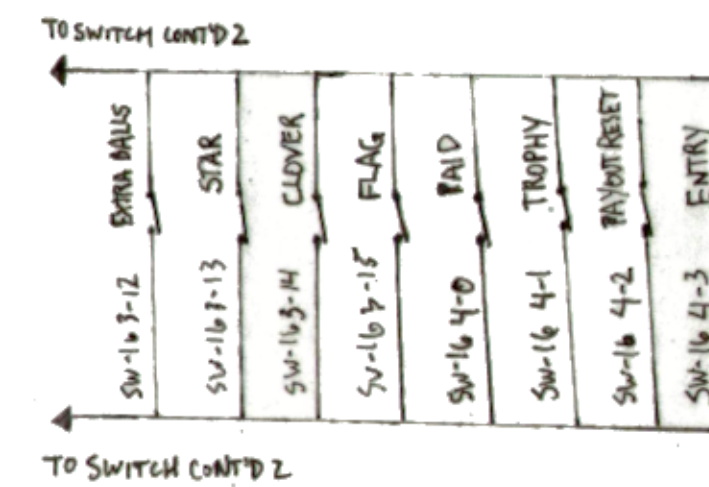 TO SWITCH CONT'D 2
EXTRA BALLS
STAR
CLOVER
FLAG
PAID
TROPHY
PAYOUT RESET
ENTRY
SW-16 3-12
SW-16 3-13
SW-16 3-14
SW-16 3-15
SW-16 4-0
SW-16 4-1
SW-16 4-2
SW-16 4-3
TO SWITCH CONT'D 2